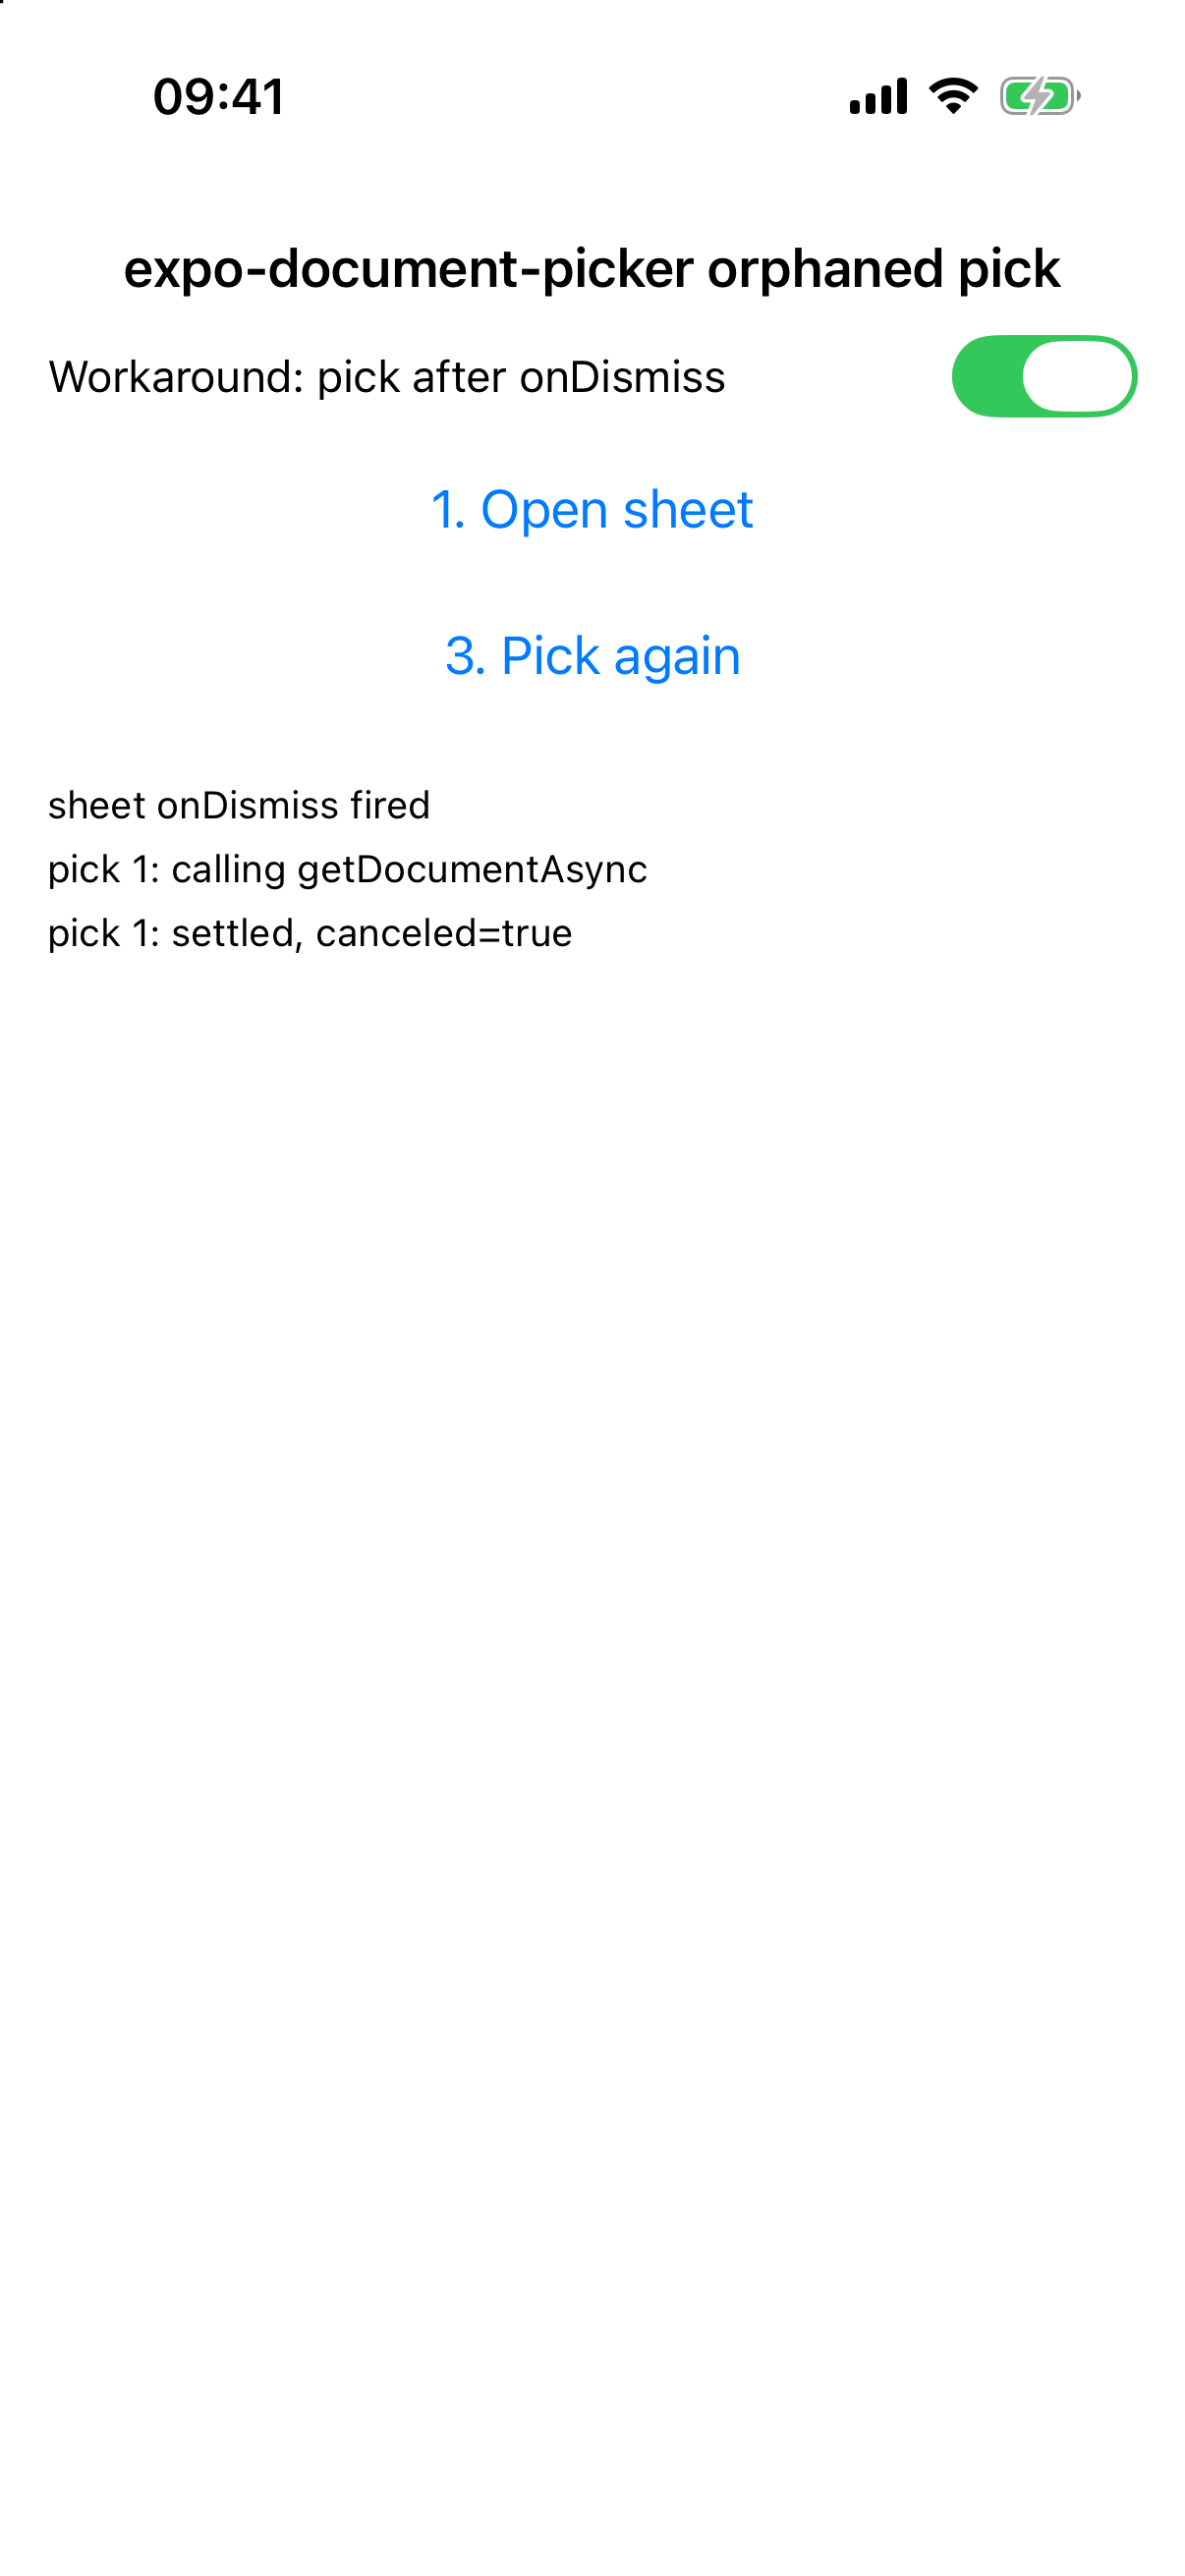 09:41
expo-document-picker orphaned pick
Workaround: pick after onDismiss
1. Open sheet
3. Pick again
sheet onDismiss fired
pick 1: calling getDocumentAsync
pick 1: settled, canceled=true